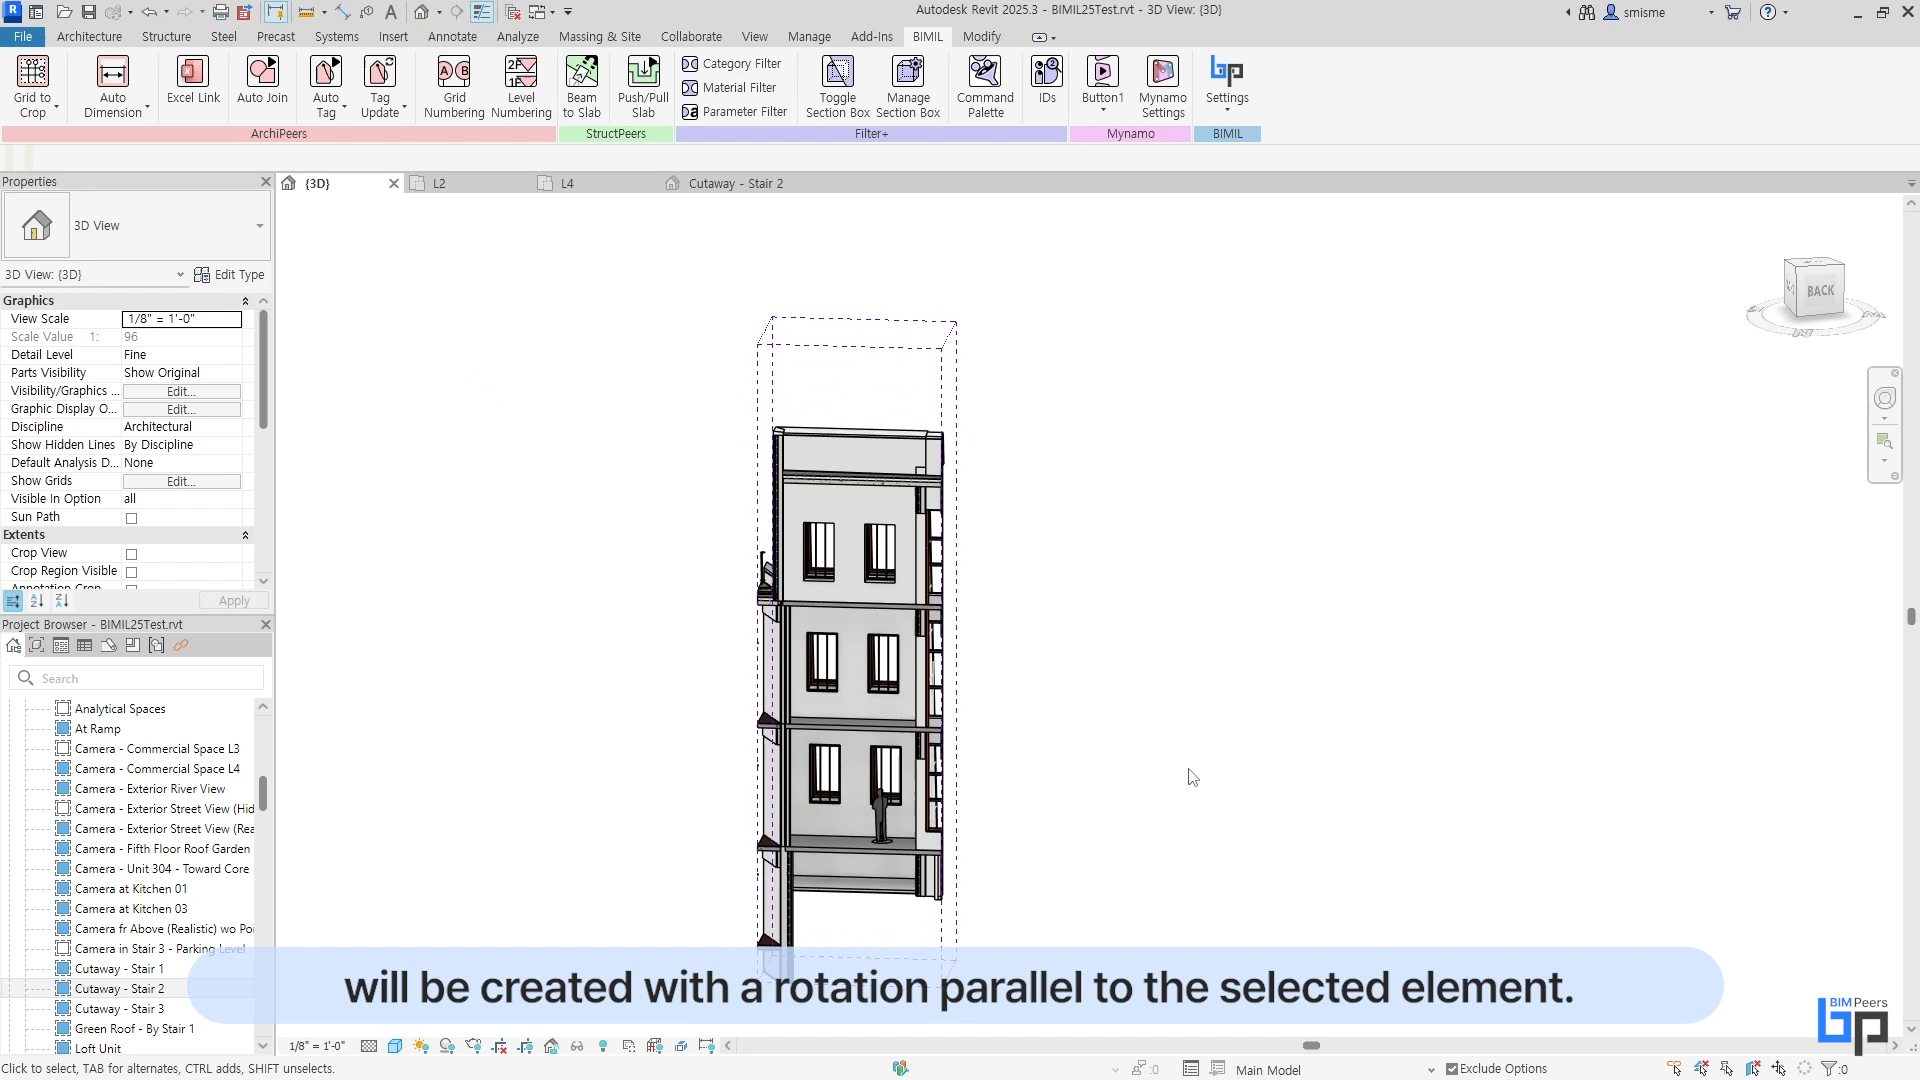 Autodesk Revit 2025.3 - BIMIL25Test.rvt - 3D View: {3D}
smisme
File
Architecture
Structure
Steel
Precast
Systems
Insert
Annotate
Analyze
Massing & Site
Collaborate
View
Manage
Add-Ins
BIMIL
Modify
Grid to
Crop
Auto
Dimension
Excel Link
Auto Join
Auto
Tag
Tag
Update
Grid
Numbering
Level
Numbering
Beam
to Slab
Push/Pull
Slab
Category Filter
Material Filter
Parameter Filter
Toggle
Section Box
Manage
Section Box
Command
Palette
IDs
Button1
Mynamo
Settings
Settings
ArchiPeers
StructPeers
Filter+
Mynamo
BIMIL
Properties
{3D}
L2
L4
Cutaway - Stair 2
3D View
3D View: {3D}
Edit Type
Graphics
View Scale 1/8" = 1'-0"
Scale Value 1: 96
Detail Level Fine
Parts Visibility Show Original
Visibility/Graphics ... Edit...
Graphic Display O... Edit...
Discipline Architectural
Show Hidden Lines By Discipline
Default Analysis D... None
Show Grids Edit...
Visible In Option all
Sun Path
Extents
Crop View
Crop Region Visible
Apply
BACK
Project Browser - BIMIL25Test.rvt
Search
Analytical Spaces
At Ramp
Camera - Commercial Space L3
Camera - Commercial Space L4
Camera - Exterior River View
Camera - Exterior Street View (Hid
Camera - Exterior Street View (Rea
Camera - Fifth Floor Roof Garden
Camera - Unit 304 - Toward Core
Camera at Kitchen 01
Camera at Kitchen 03
Camera fr Above (Realistic) wo Poi
Camera in Stair 3 - Parking Level
Cutaway - Stair 1
Cutaway - Stair 2
Cutaway - Stair 3
Green Roof - By Stair 1
Loft Unit
will be created with a rotation parallel to the selected element.
BIM Peers
bp
1/8" = 1'-0"
Click to select, TAB for alternates, CTRL adds, SHIFT unselects.
:0
Main Model
Exclude Options
:0